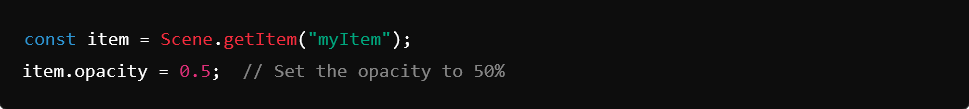 const item = Scene.getItem("myItem");
item.opacity = 0.5;  // Set the opacity to 50%